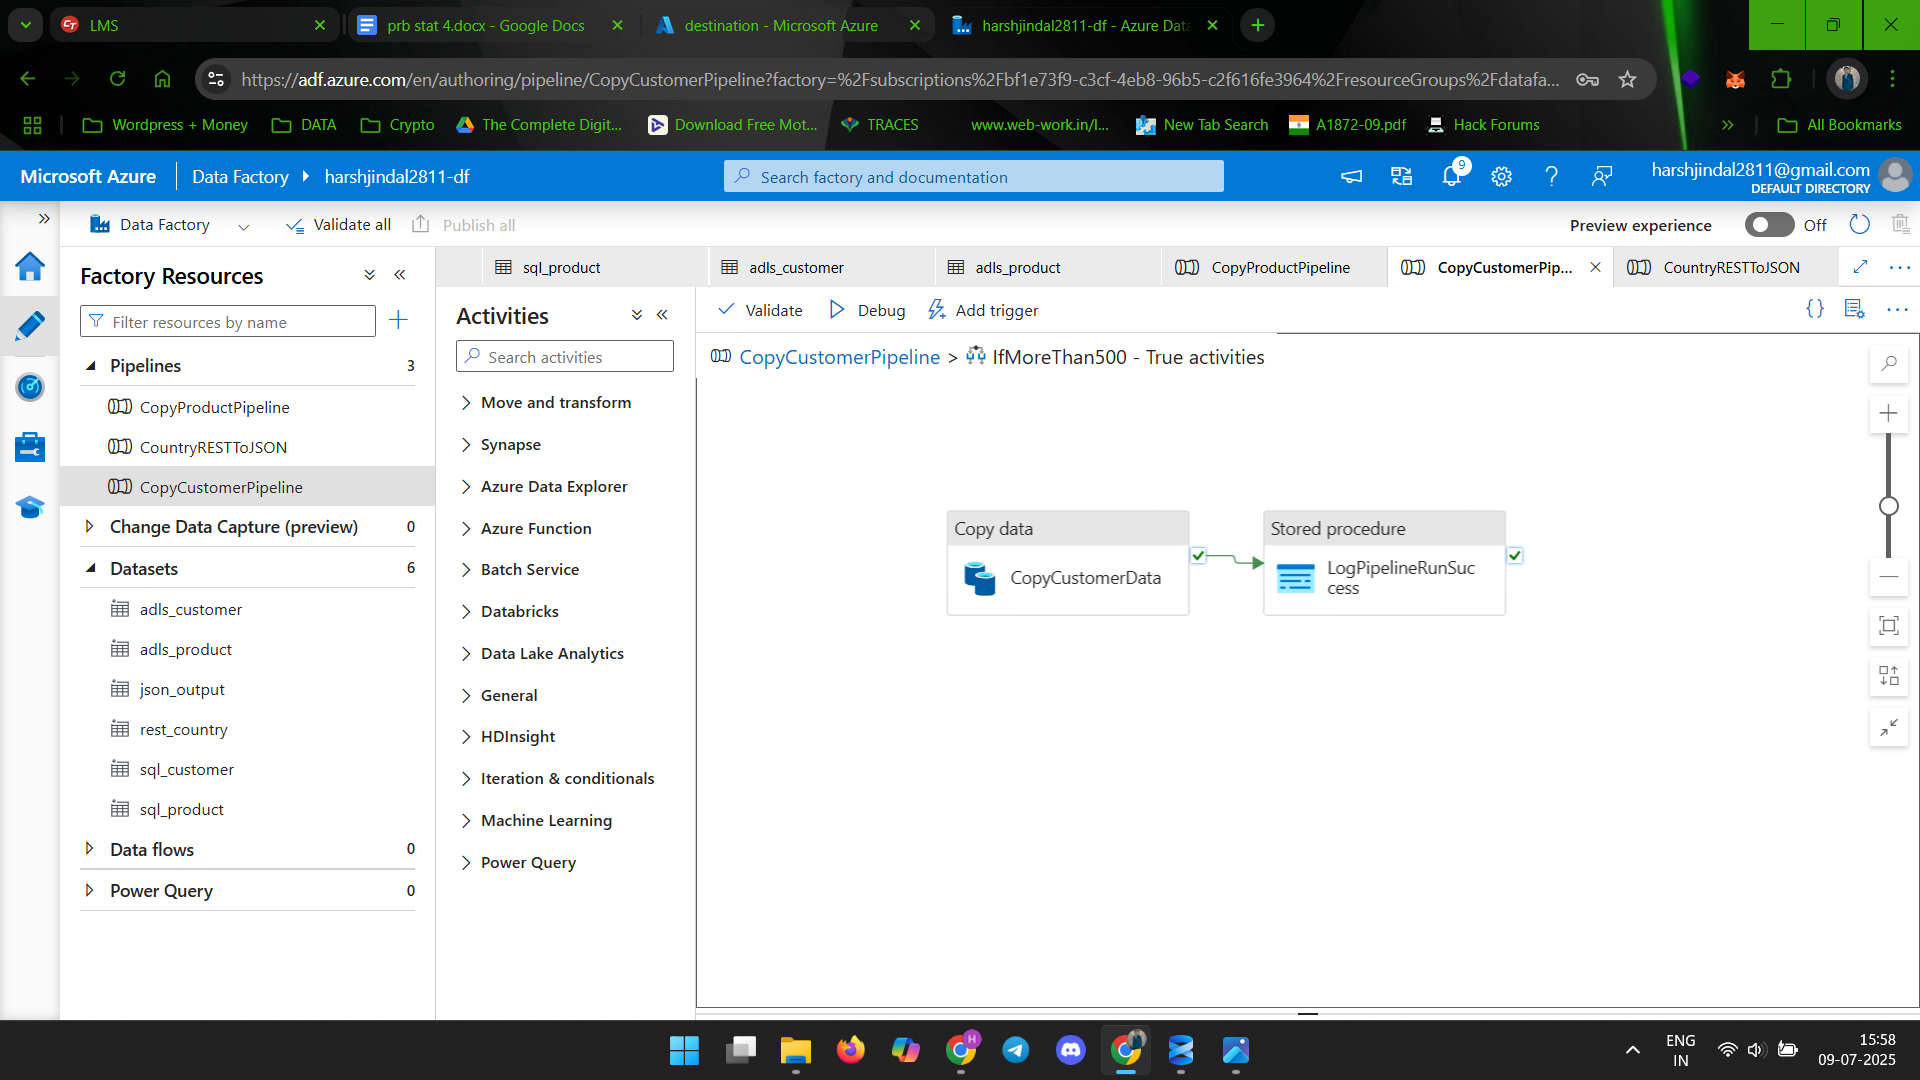 LMS
prb stat 4.docx - Google Docs
destination - Microsoft Azure
harshjindal2811-df - Azure Data
https://adf.azure.com/en/authoring/pipeline/CopyCustomerPipeline?factory=%2Fsubscriptions%2Fbf1e73f9-c3cf-4eb8-96b5-c2f616fe3964%2FresourceGroups%2Fdatafa...
Wordpress + Money
DATA
Crypto
The Complete Digit...
Download Free Mot...
TRACES
www.web-work.in/l...
New Tab Search
A1872-09.pdf
Hack Forums
All Bookmarks
Microsoft Azure
Data Factory
harshjindal2811-df
Search factory and documentation
9
harshjindal2811@gmail.com
DEFAULT DIRECTORY
Data Factory
Validate all
Publish all
Preview experience
Off
Factory Resources
Filter resources by name
Pipelines 3
CopyProductPipeline
CountryRESTToJSON
CopyCustomerPipeline
Change Data Capture (preview) 0
Datasets 6
adls_customer
adls_product
json_output
rest_country
sql_customer
sql_product
Data flows 0
Power Query 0
sql_product
adls_customer
adls_product
CopyProductPipeline
CopyCustomerPip...
CountryRESTToJSON
Activities
Search activities
Move and transform
Synapse
Azure Data Explorer
Azure Function
Batch Service
Databricks
Data Lake Analytics
General
HDInsight
Iteration & conditionals
Machine Learning
Power Query
Validate
Debug
Add trigger
CopyCustomerPipeline > IfMoreThan500 - True activities
Copy data
CopyCustomerData
Stored procedure
LogPipelineRunSuc
cess
H
ENG
IN
15:58
09-07-2025